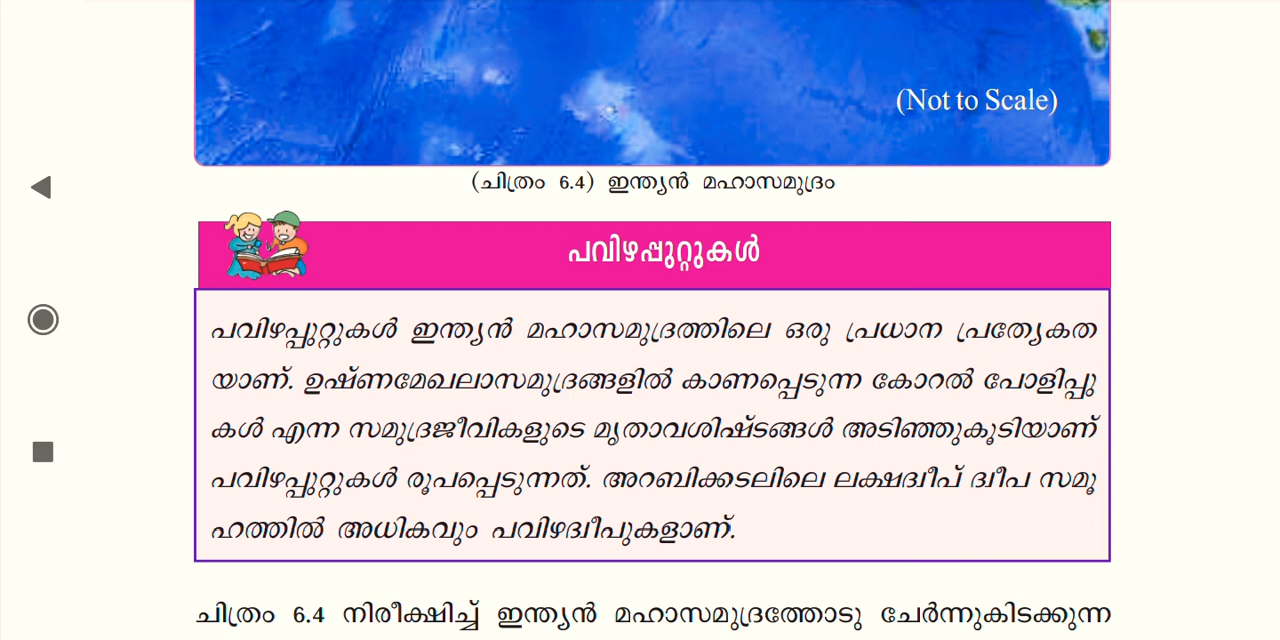 (Not to Scale)
(ചിത്രം 6.4) ഇന്ത്യൻ മഹാസമുദ്രം
പവിഴപ്പുറ്റുകൾ
പവിഴപ്പുറ്റുകൾ ഇന്ത്യൻ മഹാസമുദ്രത്തിലെ ഒരു പ്രധാന പ്രത്യേകത
യാണ്. ഉഷ്ണമേഖലാസമുദ്രങ്ങളിൽ കാണപ്പെടുന്ന കോറൽ പോളിപ്പു
കൾ എന്ന സമുദ്രജീവികളുടെ മൃതാവശിഷ്ടങ്ങൾ അടിഞ്ഞുകൂടിയാണ്
പവിഴപ്പുറ്റുകൾ രൂപപ്പെടുന്നത്. അറബിക്കടലിലെ ലക്ഷദ്വീപ് ദ്വീപ സമൂ
ഹത്തിൽ അധികവും പവിഴദ്വീപുകളാണ്.
ചിത്രം 6.4 നിരീക്ഷിച്ച് ഇന്ത്യൻ മഹാസമുദ്രത്തോടു ചേർന്നുകിടക്കുന്ന